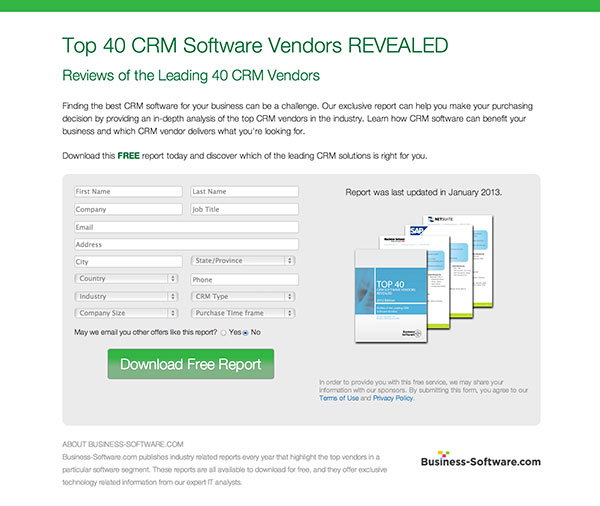 Top 40 CRM Software Vendors REVEALED
Reviews of the Leading 40 CRM Vendors
Finding the best CRM software for your business can be a challenge. Our exclusive report can help you make your purchasing
decision by providing an in-depth analysis of the top CRM vendors in the industry. Learn how CRM software can benefit your
business and which CRM vendor delivers what you're looking for.
Download this FREE report today and discover which of the leading CRM solutions is right for you.
First Name Last Name
Company Job Title
Email
Address
City State/Province
Country Phone
Industry CRM Type
Company Size Purchase Time frame
May we email you other offers like this report? Yes No
Download Free Report
Report was last updated in January 2013.
NETSUITE
SAP
TOP 40
REVEALED
Business-Software
In order to provide you with this free service, we may share your
information with our sponsors. By submitting this form, you agree to our
Terms of Use and Privacy Policy.
ABOUT BUSINESS-SOFTWARE.COM
Business-Software.com publishes industry related reports every year that highlight the top vendors in a
particular software segment. These reports are all available to download for free, and they offer exclusive
technology related information from our expert IT analysts.
Business-Software.com